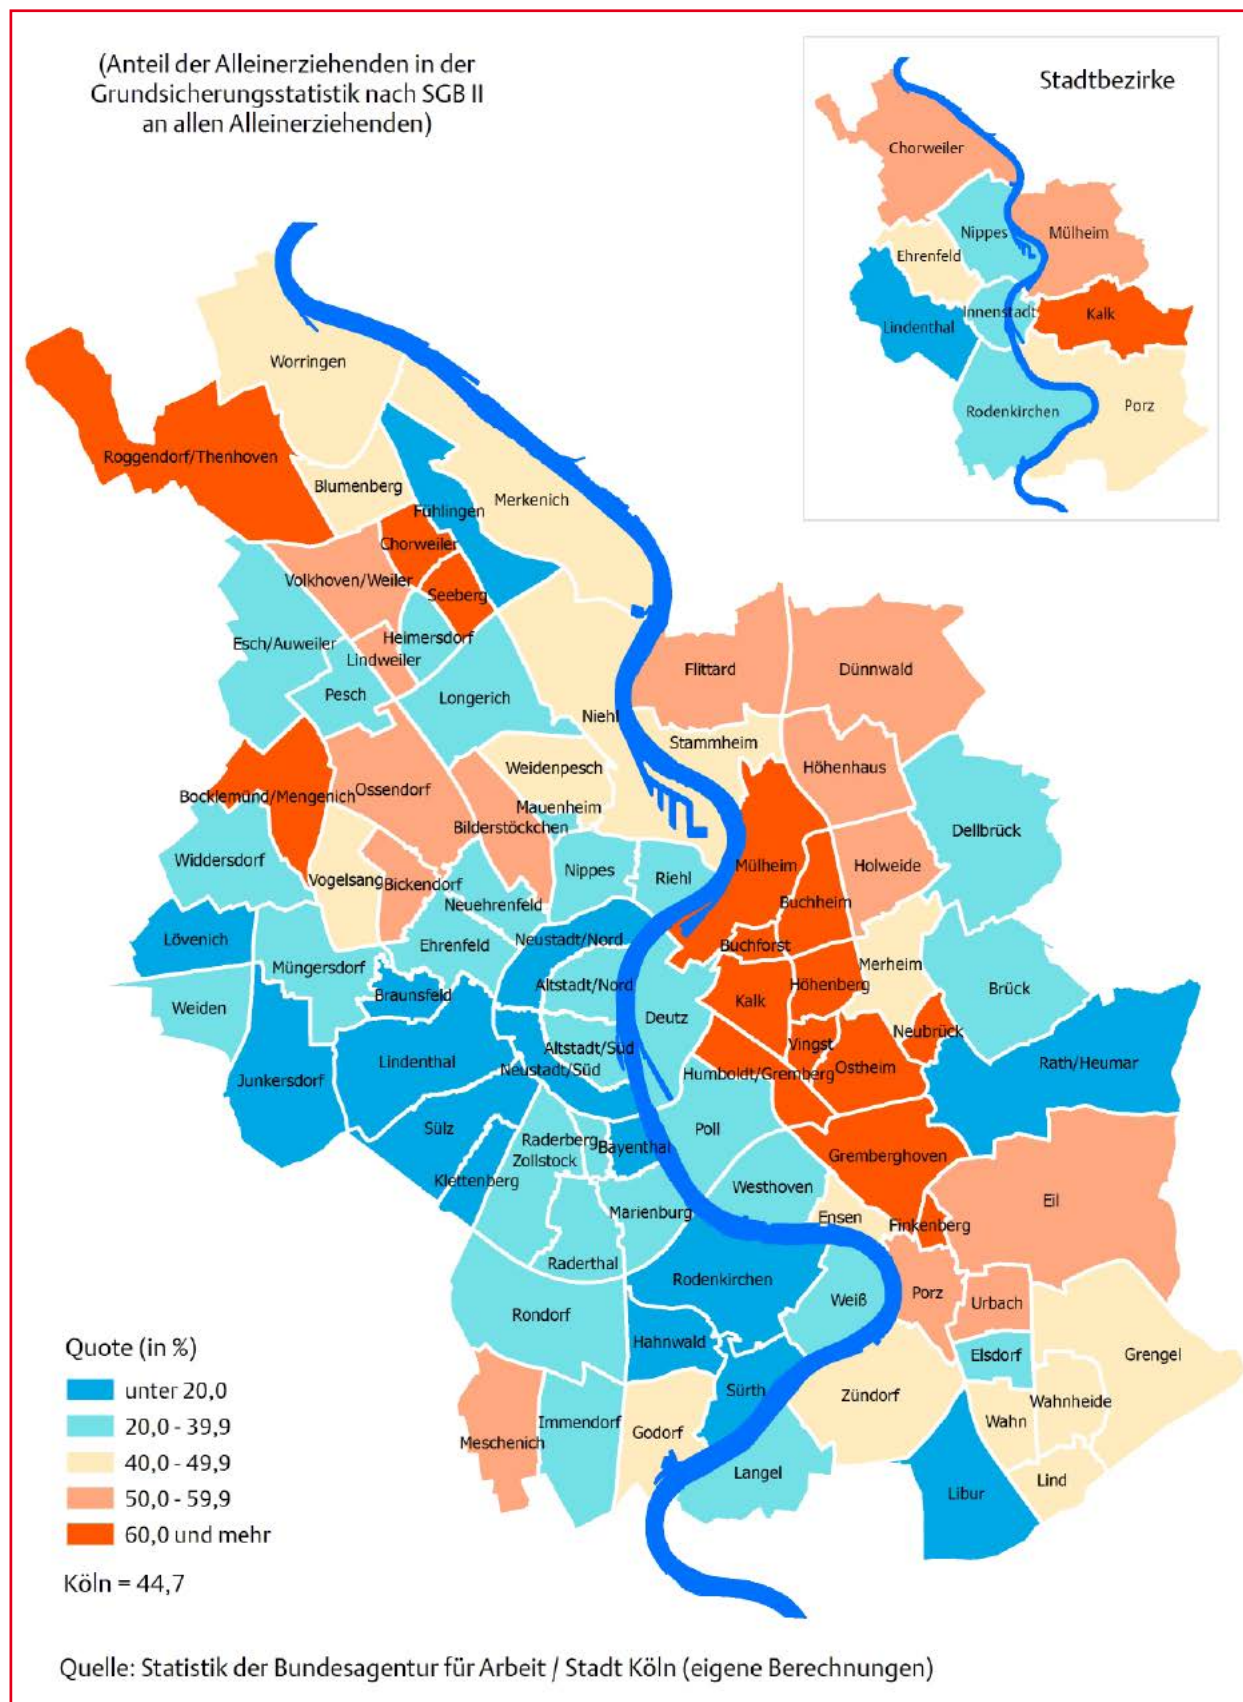 (Anteil der Alleinerziehenden in der
Grundsicherungsstatistik nach SGB II
an allen Alleinerziehenden)
Stadtbezirke
Chorweiler
Nippes
Mülheim
Ehrenfeld
Innenstadt
Kalk
Lindenthal
Rodenkirchen
Porz
Worringen
Roggendorf/Thenhoven
Blumenberg
Merkenich
Fühlingen
Chorweiler
Volkhoven/Weiler
Seeberg
Esch/Auweiler
Heimersdorf
Lindweiler
Pesch
Longerich
Flittard
Dünnwald
Niehl
Stammheim
Weidenpesch
Höhenhaus
Bocklemünd/Mengenich
Ossendorf
Mauenheim
Bilderstöckchen
Dellbrück
Widdersdorf
Vogelsang
Bickendorf
Nippes
Riehl
Mülheim
Holweide
Neuehrenfeld
Buchheim
Lövenich
Ehrenfeld
Neustadt/Nord
Buchforst
Müngersdorf
Merheim
Braunsfeld
Altstadt/Nord
Höhenberg
Brück
Weiden
Kalk
Deutz
Neubrück
Altstadt/Süd
Vingst
Lindenthal
Neustadt/Süd
Humboldt/Gremberg
Ostheim
Rath/Heumar
Junkersdorf
Sülz
Poll
Raderberg
Bayenthal
Zollstock
Gremberghoven
Klettenberg
Westhoven
Marienburg
Ensen
Finkenberg
Eil
Raderthal
Rodenkirchen
Weiß
Porz
Urbach
Rondorf
Hahnwald
Elsdorf
Grengel
Sürth
Zündorf
Wahnheide
Wahn
Meschenich
Immendorf
Godorf
Langel
Lind
Libur
Quote (in %)
unter 20,0
20,0 - 39,9
40,0 - 49,9
50,0 - 59,9
60,0 und mehr
Köln = 44,7
Quelle: Statistik der Bundesagentur für Arbeit / Stadt Köln (eigene Berechnungen)